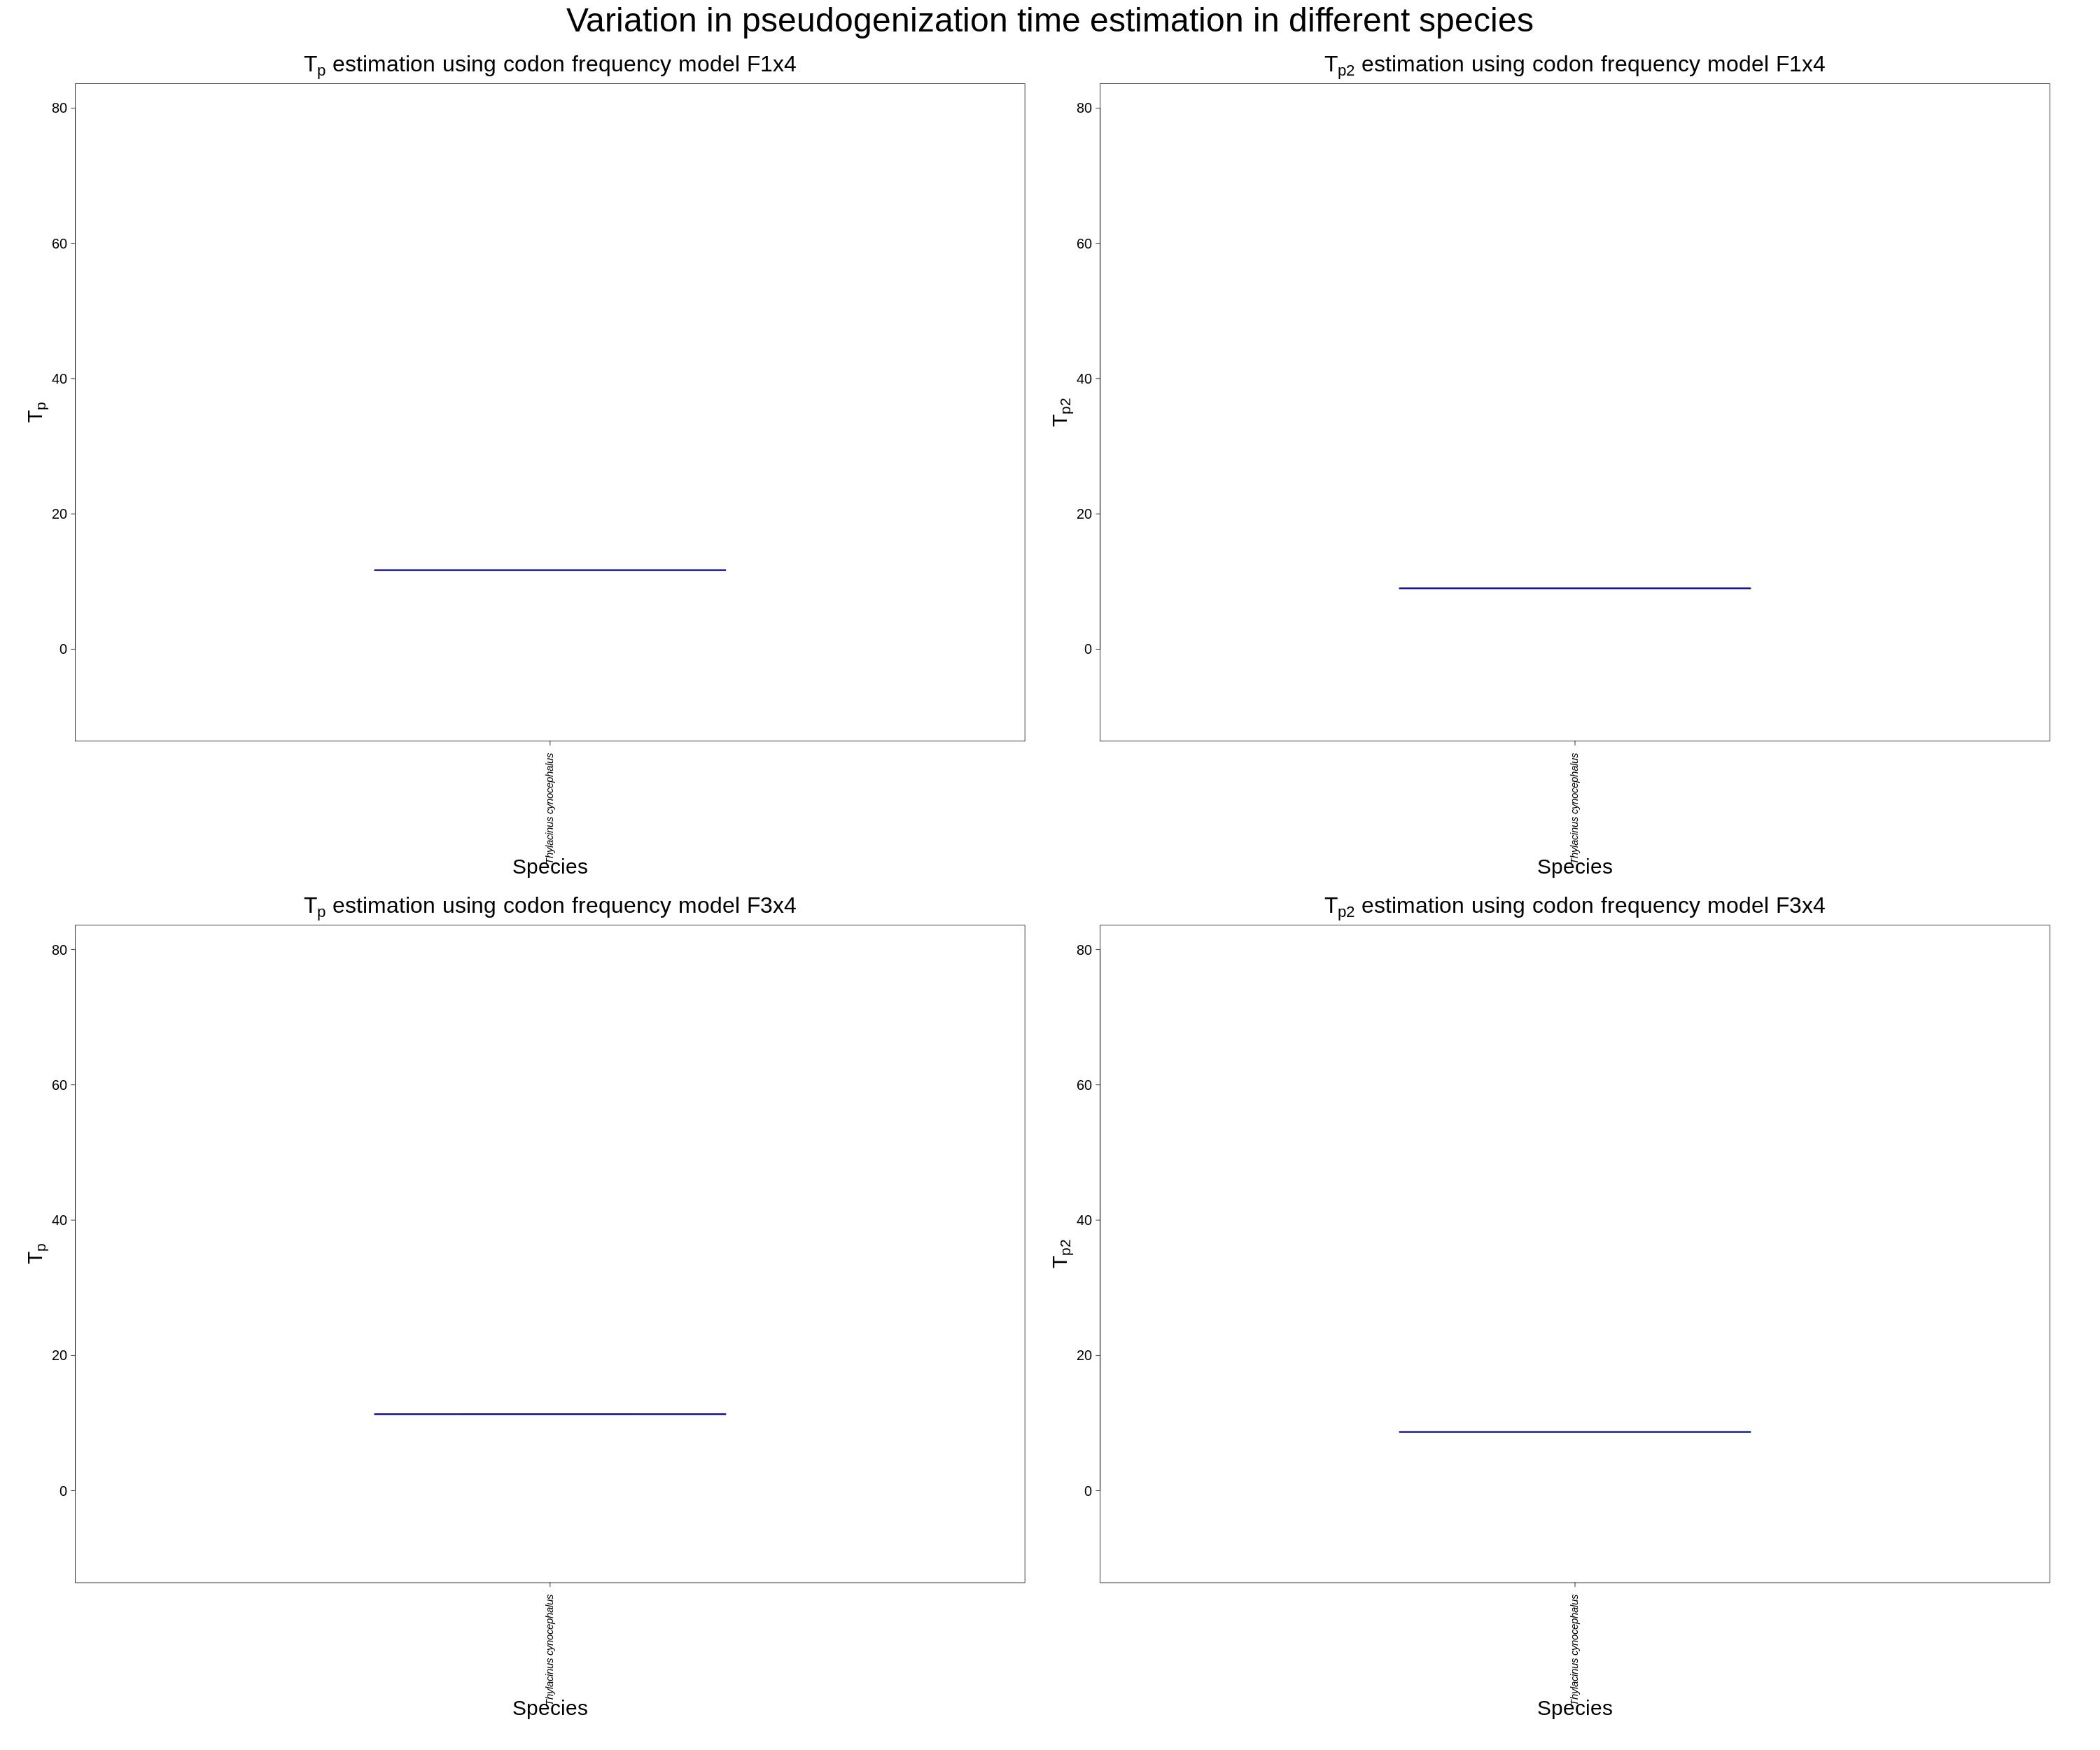 Variation in pseudogenization time estimation in different species
Tp estimation using codon frequency model F1x4
Tp2 estimation using codon frequency model F1x4
80
60
40
20
0
Tp
Thylacinus cynocephalus
Species
80
60
40
20
0
Tp2
Thylacinus cynocephalus
Species
Tp estimation using codon frequency model F3x4
Tp2 estimation using codon frequency model F3x4
80
60
40
20
0
Tp
Thylacinus cynocephalus
Species
80
60
40
20
0
Tp2
Thylacinus cynocephalus
Species